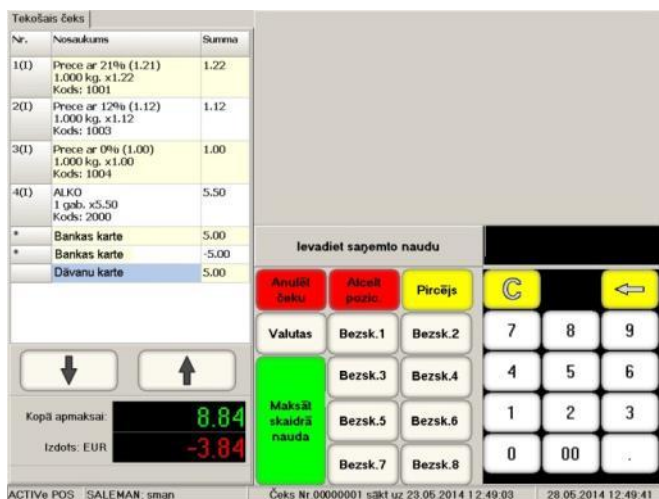 Tekošais čeks
Nr. Nosaukums Summa
1(I) Prece ar 21% (1.21) 1.22
1.000 kg. x1.22
Kods: 1001
2(I) Prece ar 12% (1.12) 1.12
1.000 kg. x1.12
Kods: 1003
3(I) Prece ar 0% (1.00) 1.00
1.000 kg. x1.00
Kods: 1004
4(I) ALKO 5.50
1 gab. x5.50
Kods: 2000
* Bankas karte 5.00
* Bankas karte -5.00
Dāvanu karte 5.00
Kopā apmaksai: 8.84
Izdots: EUR -3.84
Ievadiet saņemto naudu
Anulēt čeku
Atcelt pozīc.
Pircējs
Valutas Bezsk.1 Bezsk.2
Bezsk.3 Bezsk.4
Maksāt skaidrā nauda
Bezsk.5 Bezsk.6
Bezsk.7 Bezsk.8
C
7 8 9
4 5 6
1 2 3
0 00 .
ACTIVe POS SALEMAN: sman Čeks Nr.00000001 sākt uz 23.05.2014 12:49:03 28.05.2014 12:49:41